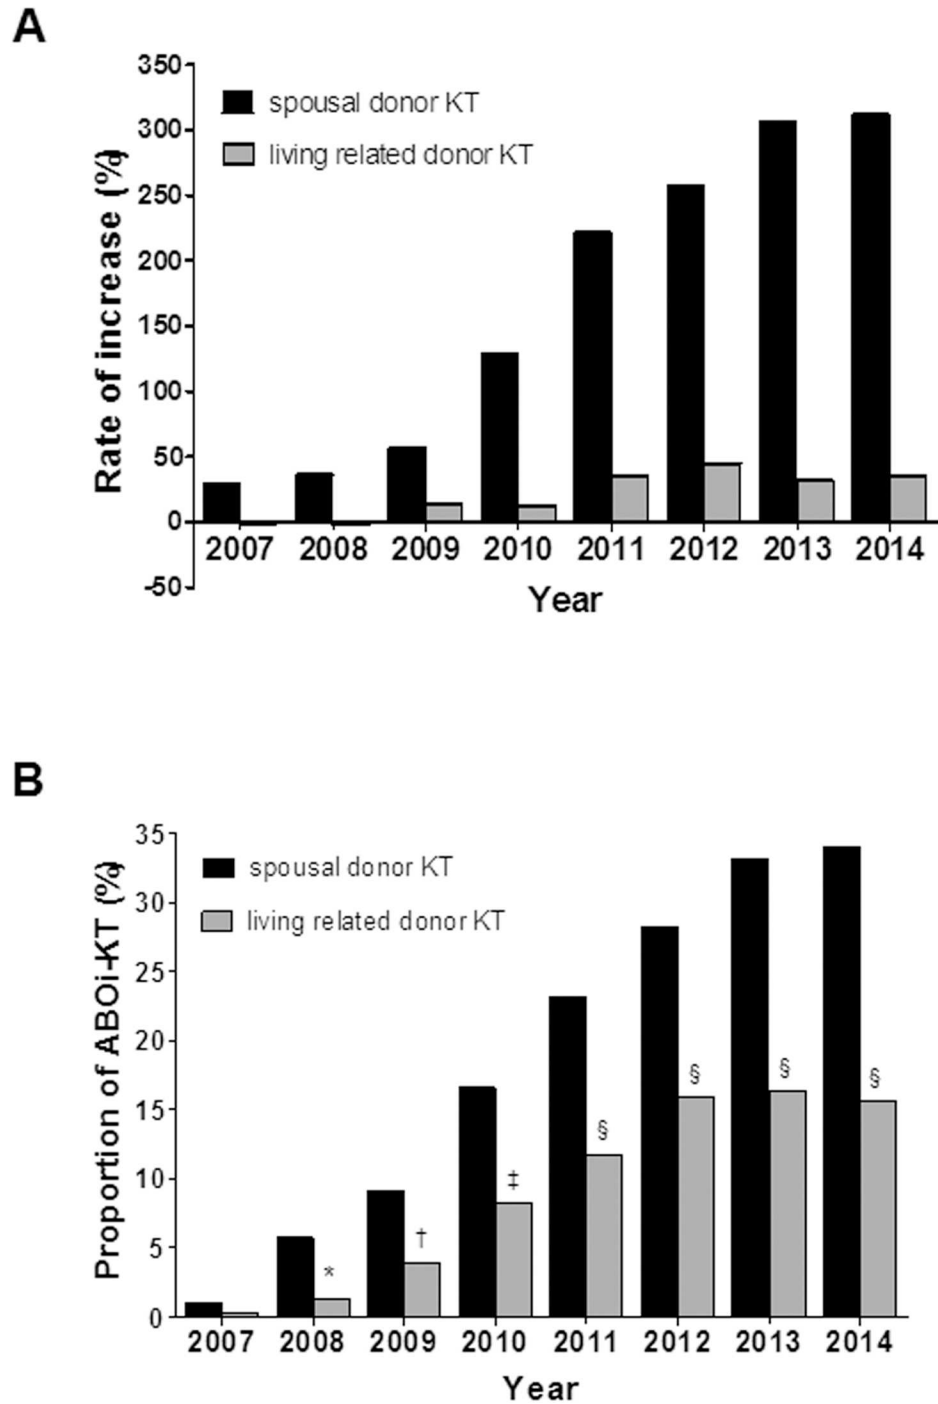 A
350
300
250
200
150
100
50
0
-50
Rate of increase (%)
spousal donor KT
living related donor KT
2007 2008 2009 2010 2011 2012 2013 2014
Year
B
35
30
25
20
15
10
5
0
Proportion of ABOi-KT (%)
spousal donor KT
living related donor KT
* † ‡ § § § §
2007 2008 2009 2010 2011 2012 2013 2014
Year